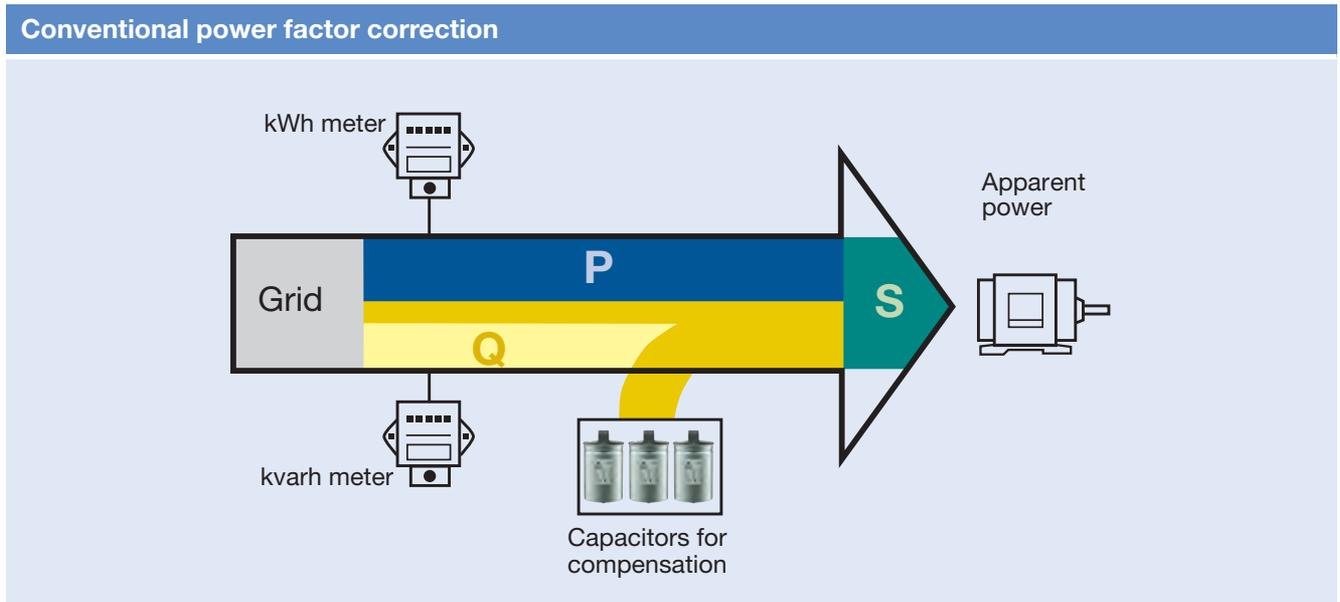 Conventional power factor correction
kWh meter
Apparent
power
P
Grid
S
Q
kvarh meter
Capacitors for
compensation